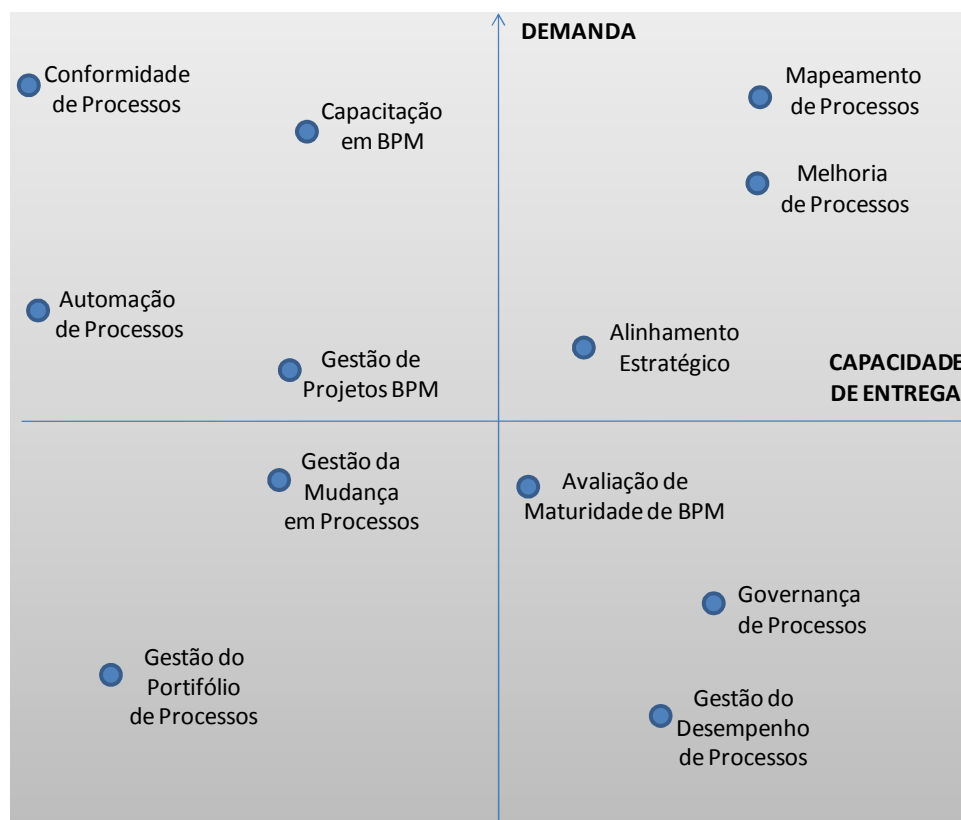 DEMANDA
Conformidade
de Processos
Capacitação
em BPM
Mapeamento
de Processos
Melhoria
de Processos
Automação
de Processos
Gestão de
Projetos BPM
Alinhamento
Estratégico
CAPACIDADE
DE ENTREGA
Gestão da
Mudança
em Processos
Avaliação de
Maturidade de BPM
Governança
de Processos
Gestão do
Portifólio
de Processos
Gestão do
Desempenho
de Processos